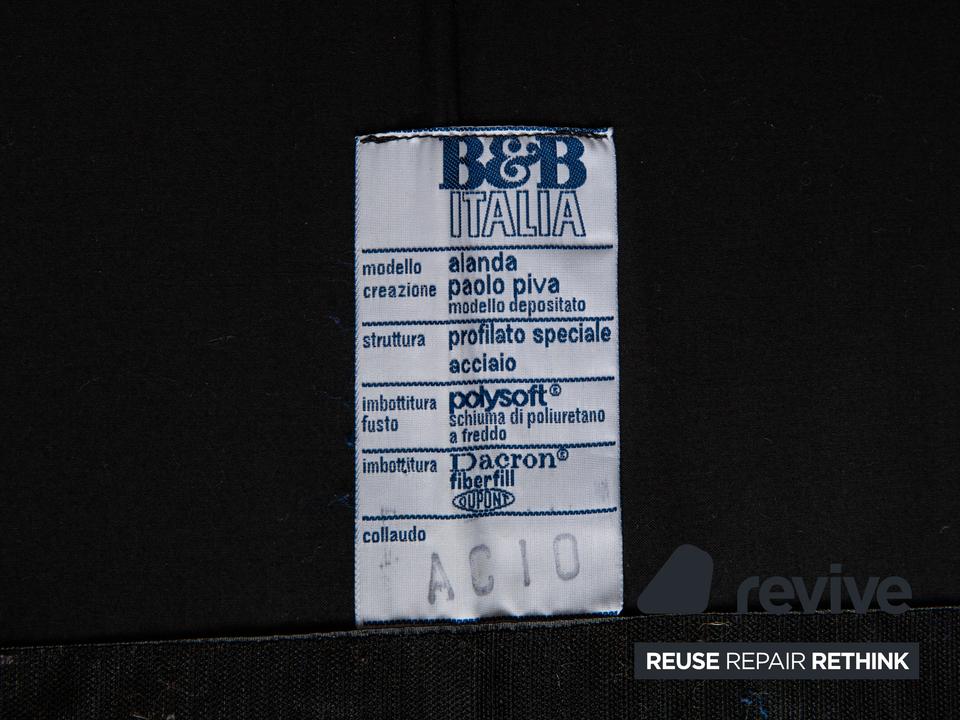 B&B
ITALIA
modello alanda
creazione paolo piva
modello depositato
struttura profilato speciale
acciaio
imbottitura polysoft®
fusto schiuma di poliuretano
a freddo
imbottitura Dacron®
fiberfill
DUPONT
collaudo
ACIO
revive
REUSE REPAIR RETHINK